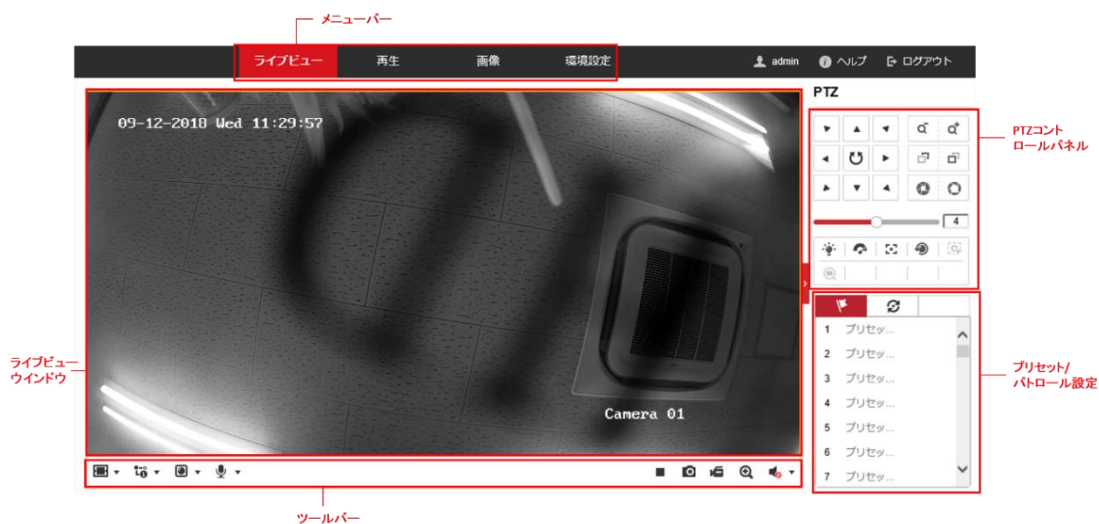 メニューバー
ライブビュー 再生 画像 環境設定 admin ヘルプ ログアウト
PTZ
09-12-2018 Wed 11:29:57
PTZコント
ロールパネル
4
1 プリセッ...
2 プリセッ...
3 プリセッ...
4 プリセッ...
5 プリセッ...
6 プリセッ...
7 プリセッ...
ライブビュー
ウインドウ
プリセット/
パトロール設定
Camera 01
ツールバー